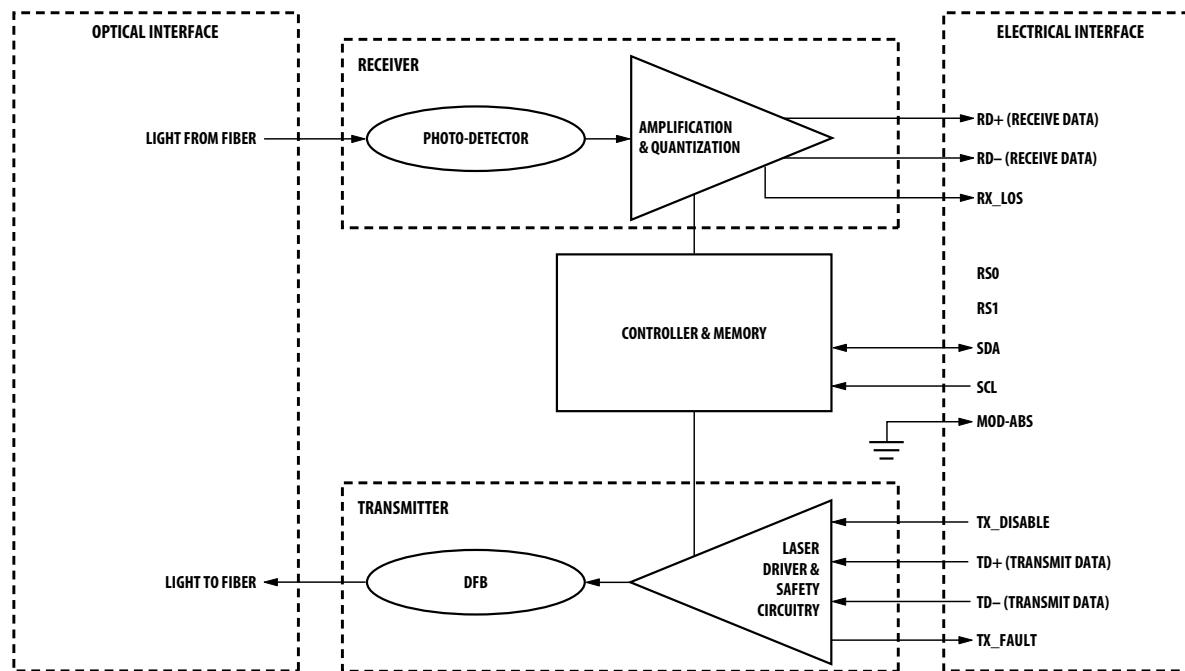 OPTICAL INTERFACE
ELECTRICAL INTERFACE
RECEIVER
LIGHT FROM FIBER
PHOTO-DETECTOR
AMPLIFICATION
& QUANTIZATION
RD+ (RECEIVE DATA)
RD– (RECEIVE DATA)
RX_LOS
CONTROLLER & MEMORY
RS0
RS1
SDA
SCL
MOD-ABS
TRANSMITTER
LIGHT TO FIBER
DFB
LASER
DRIVER &
SAFETY
CIRCUITRY
TX_DISABLE
TD+ (TRANSMIT DATA)
TD– (TRANSMIT DATA)
TX_FAULT